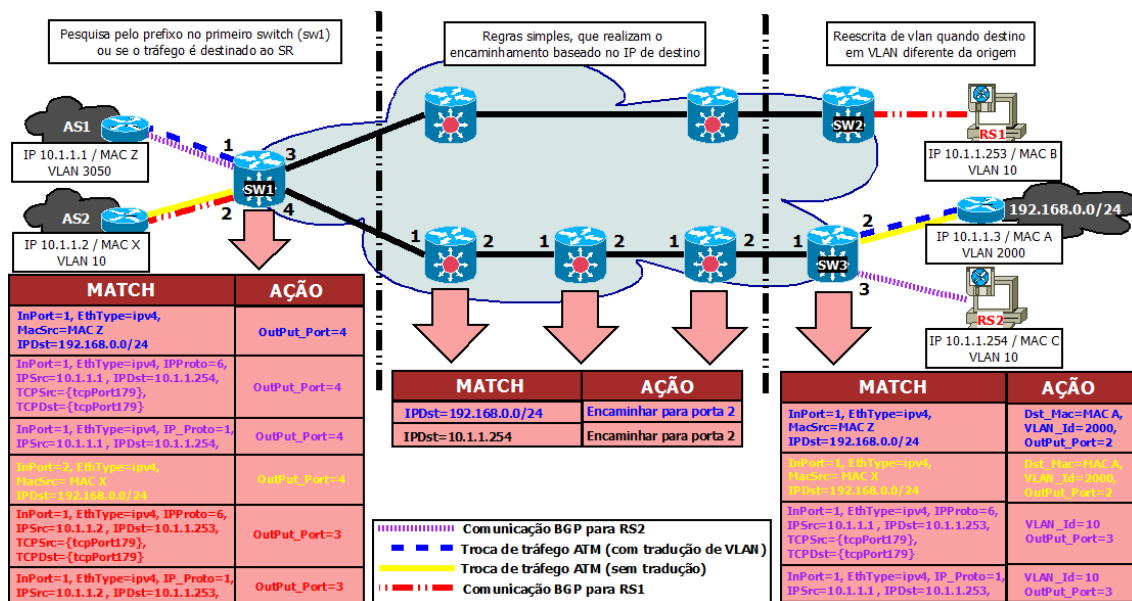 Pesquisa pelo prefixo no primeiro switch (sw1)
ou se o tráfego é destinado ao SR
Regras simples, que realizam o
encaminhamento baseado no IP de destino
Reescrita de vlan quando destino
em VLAN diferente da origem
AS1
IP 10.1.1.1 / MAC Z
VLAN 3050
1
3
SW1
2
4
AS2
IP 10.1.1.2 / MAC X
VLAN 10
SW2
RS1
IP 10.1.1.253 / MAC B
VLAN 10
192.168.0.0/24
IP 10.1.1.3 / MAC A
VLAN 2000
1
2
1
2
1
2
1
2
SW3
3
RS2
IP 10.1.1.254 / MAC C
VLAN 10
MATCH
AÇÃO
InPort=1, EthType=ipv4,
MacSrc=MAC Z
IPDst=192.168.0.0/24
OutPut_Port=4
InPort=1, EthType=ipv4, IPProto=6,
IPSrc=10.1.1.1 , IPDst=10.1.1.254,
TCPSrc={tcpPort179},
TCPDst={tcpPort179}
OutPut_Port=4
InPort=1, EthType=ipv4, IP_Proto=1,
IPSrc=10.1.1.1 , IPDst=10.1.1.254,
OutPut_Port=4
InPort=2, EthType=ipv4,
MacSrc= MAC X
IPDst=192.168.0.0/24
OutPut_Port=4
InPort=1, EthType=ipv4, IPProto=6,
IPSrc=10.1.1.2 , IPDst=10.1.1.253,
TCPSrc={tcpPort179},
TCPDst={tcpPort179}
OutPut_Port=3
InPort=1, EthType=ipv4, IP_Proto=1,
IPSrc=10.1.1.2 , IPDst=10.1.1.253,
OutPut_Port=3
MATCH
AÇÃO
IPDst=192.168.0.0/24
Encaminhar para porta 2
IPDst=10.1.1.254
Encaminhar para porta 2
MATCH
AÇÃO
InPort=1, EthType=ipv4,
MacSrc=MAC Z
IPDst=192.168.0.0/24
Dst_Mac=MAC A,
VLAN_Id=2000,
OutPut_Port=2
InPort=1, EthType=ipv4,
MacSrc= MAC X
IPDst=192.168.0.0/24
Dst_Mac=MAC A,
VLAN_Id=2000,
OutPut_Port=2
InPort=1, EthType=ipv4, IPProto=6,
IPSrc=10.1.1.1 , IPDst=10.1.1.253,
TCPSrc={tcpPort179},
TCPDst={tcpPort179}
VLAN_Id=10
OutPut_Port=3
InPort=1, EthType=ipv4, IP_Proto=1,
IPSrc=10.1.1.1 , IPDst=10.1.1.253,
VLAN_Id=10
OutPut_Port=3
Comunicação BGP para RS2
Troca de tráfego ATM (com tradução de VLAN)
Troca de tráfego ATM (sem tradução)
Comunicação BGP para RS1